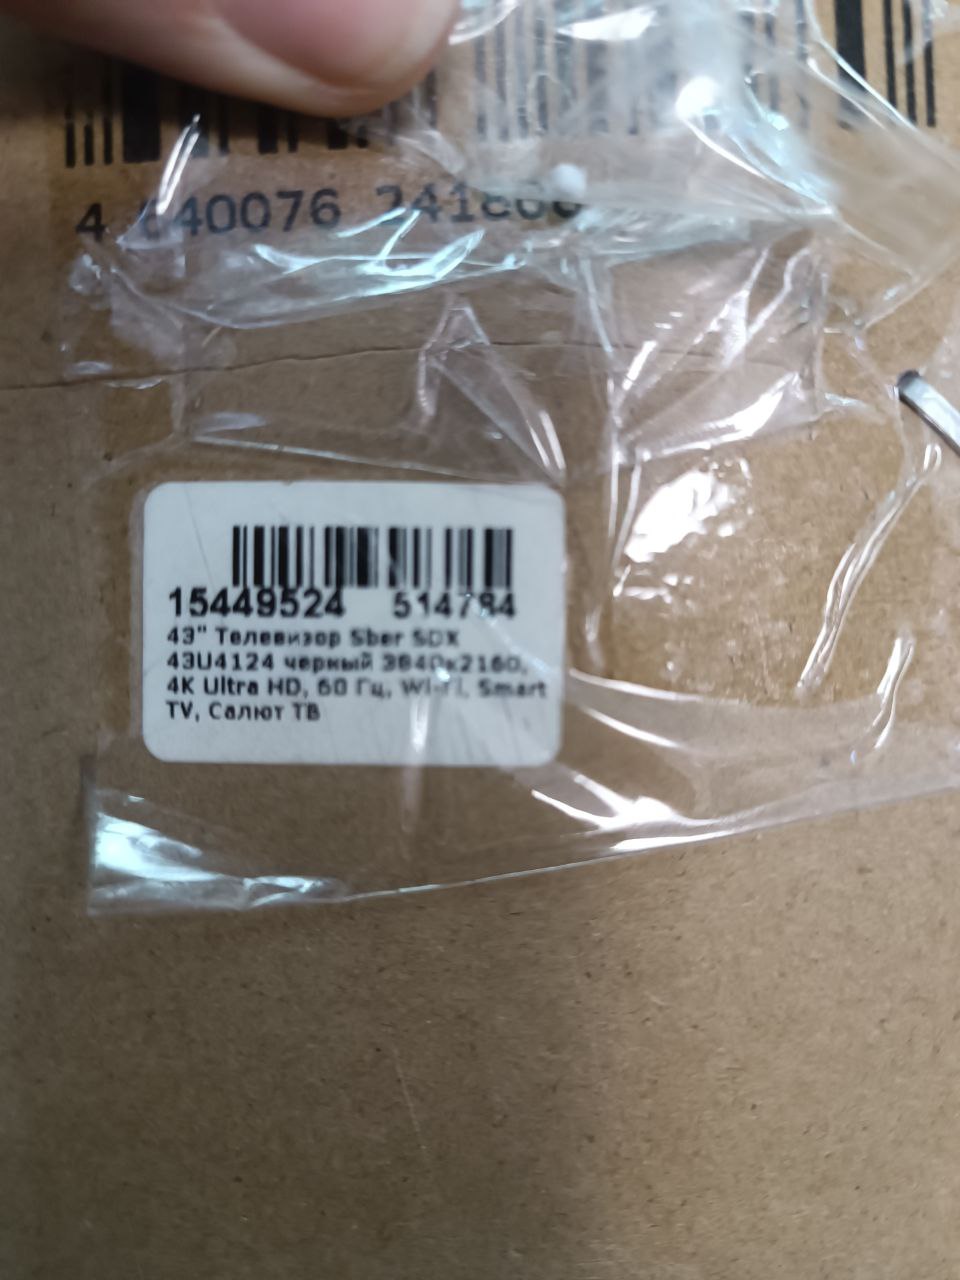 4 640076 241866
15449524 514784
43" Телевизор Sber SDX
43U4124 черный 3840x2160,
4K Ultra HD, 60 Гц, Wi-Fi, Smart
TV, Салют ТВ